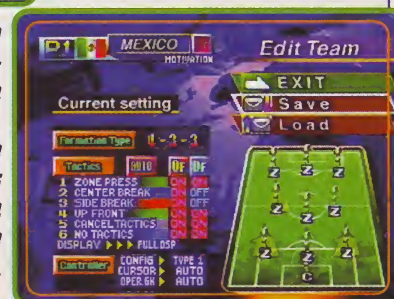 P1 MEXICO
MOTIVATION
Edit Team
EXIT
Save
Load
Current setting
Formation Type 4-3-3
Tactics AUTO OF DF
1 ZONE PRESS ON ON
2 CENTER BREAK ON OFF
3 SIDE BREAK ON OFF
4 UP FRONT ON ON
5 CANCELTACTICS ON ON
6 NO TACTICS ON ON
DISPLAY FULL DSP
Controller CONFIG TYPE 1
CURSOR AUTO
OPER.GK AUTO
Z Z Z
Z Z Z
Z Z Z Z
C